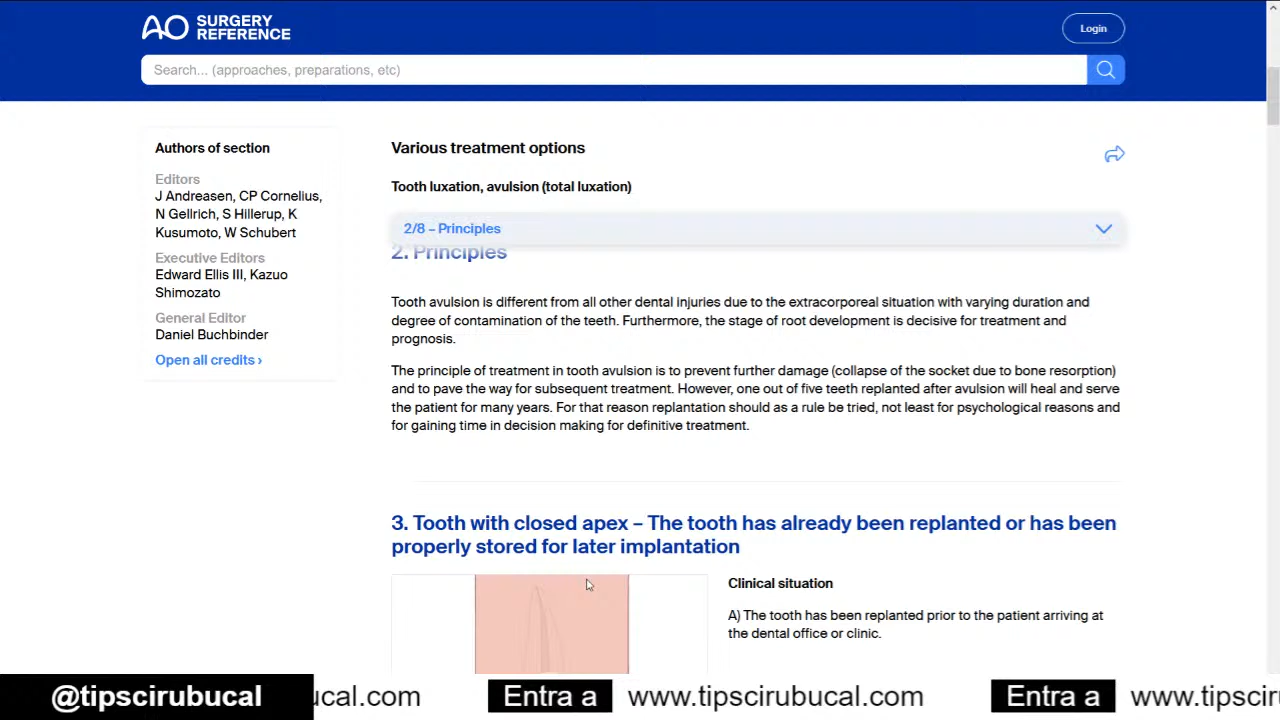 AO SURGERY
REFERENCE
Login
Search... (approaches, preparations, etc)
Authors of section
Editors
J Andreasen, CP Cornelius,
N Gellrich, S Hillerup, K
Kusumoto, W Schubert
Executive Editors
Edward Ellis III, Kazuo
Shimozato
General Editor
Daniel Buchbinder
Open all credits ›
Various treatment options
Tooth luxation, avulsion (total luxation)
2/8 – Principles
2. Principles
Tooth avulsion is different from all other dental injuries due to the extracorporeal situation with varying duration and
degree of contamination of the teeth. Furthermore, the stage of root development is decisive for treatment and
prognosis.
The principle of treatment in tooth avulsion is to prevent further damage (collapse of the socket due to bone resorption)
and to pave the way for subsequent treatment. However, one out of five teeth replanted after avulsion will heal and serve
the patient for many years. For that reason replantation should as a rule be tried, not least for psychological reasons and
for gaining time in decision making for definitive treatment.
3. Tooth with closed apex – The tooth has already been replanted or has been
properly stored for later implantation
Clinical situation
A) The tooth has been replanted prior to the patient arriving at
the dental office or clinic.
@tipscirubucal ucal.com Entra a www.tipscirubucal.com Entra a www.tipsciru